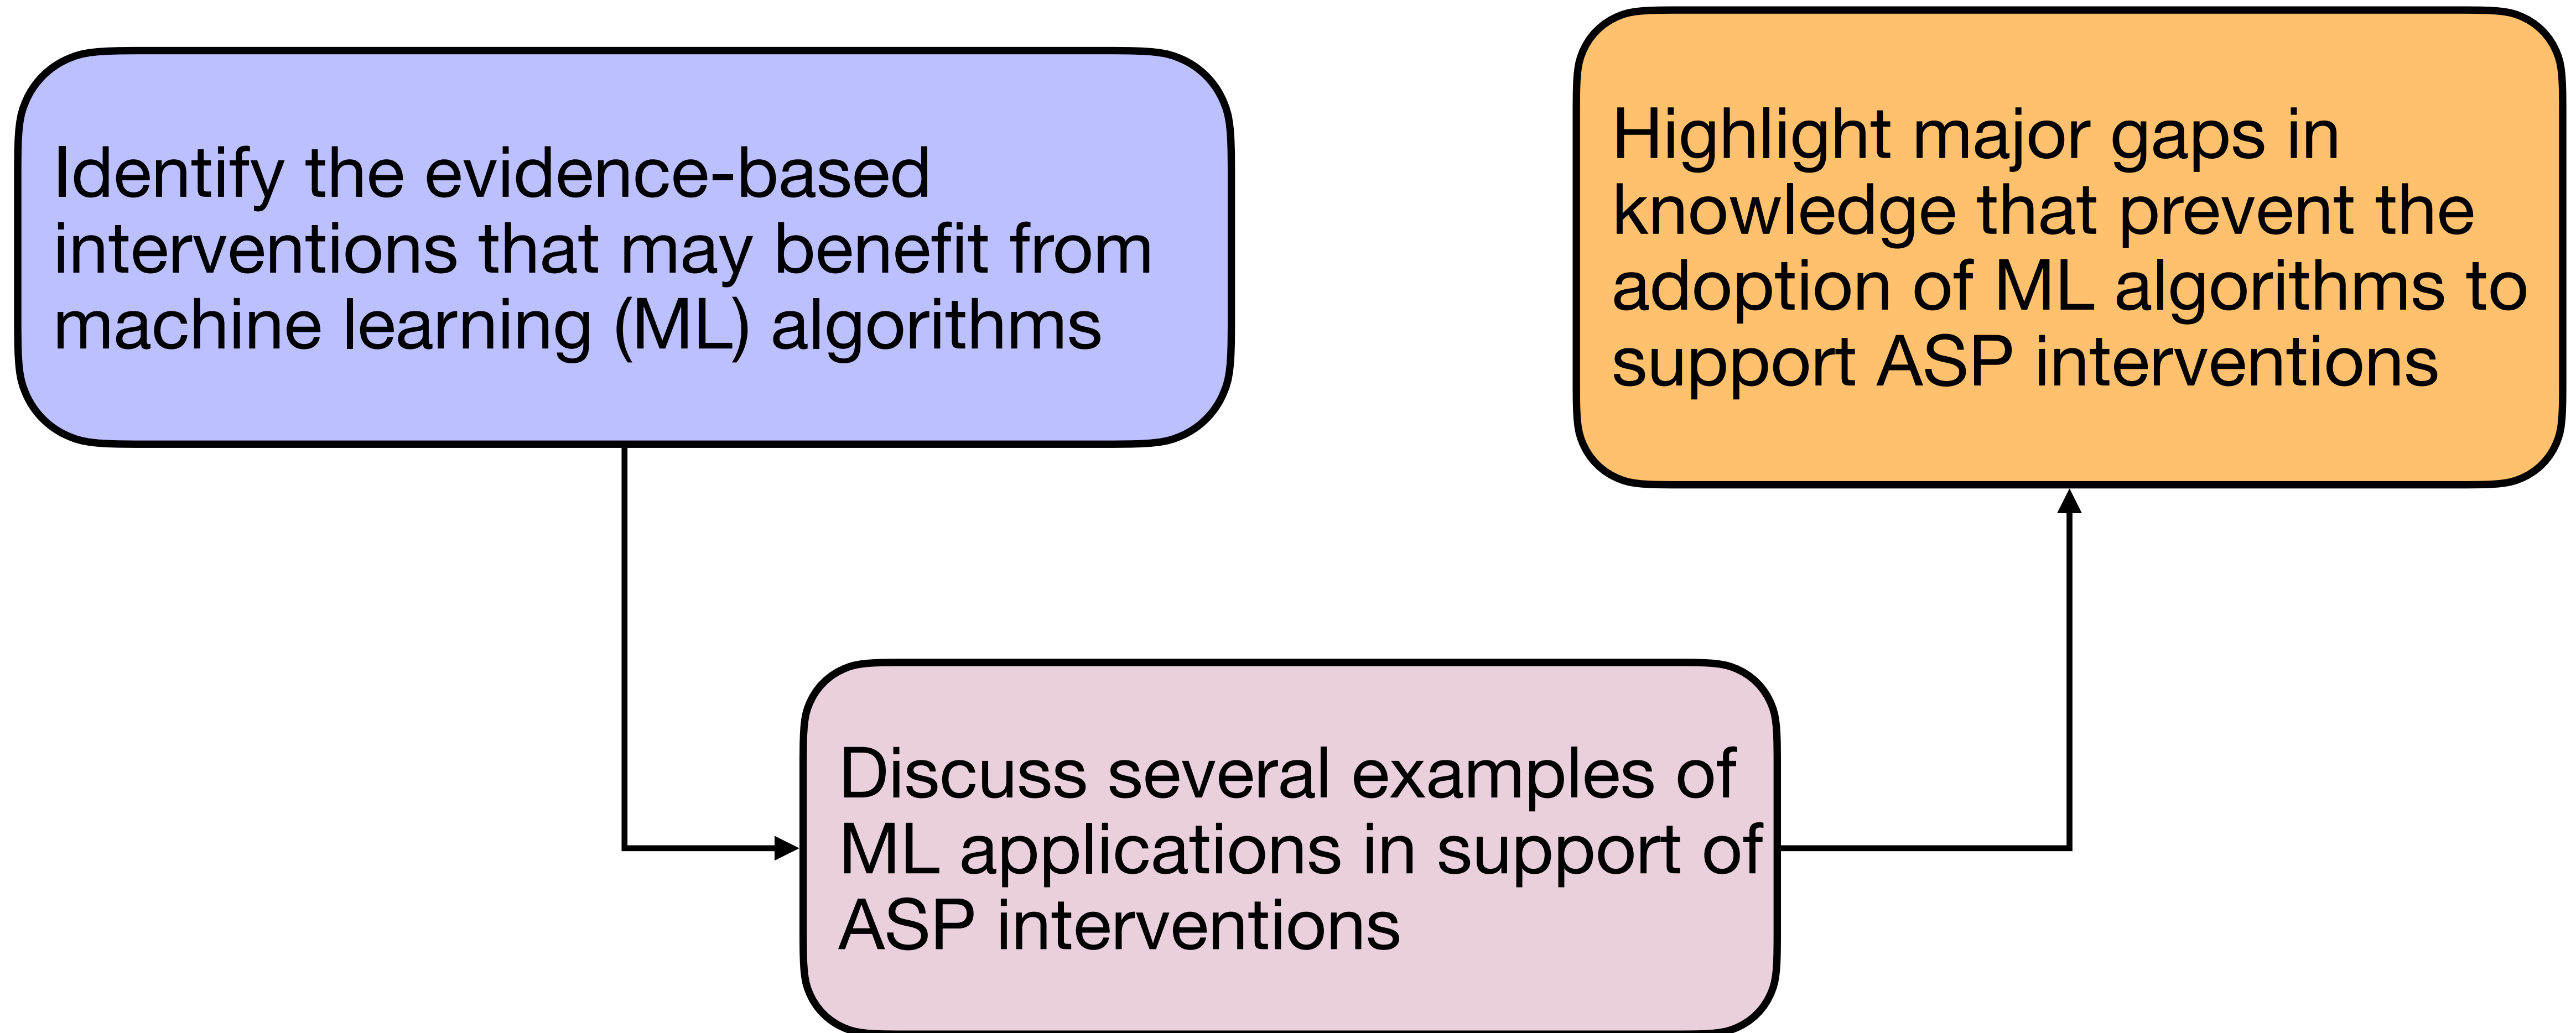 Identify the evidence-based
interventions that may benefit from
machine learning (ML) algorithms
Discuss several examples of
ML applications in support of
ASP interventions
Highlight major gaps in
knowledge that prevent the
adoption of ML algorithms to
support ASP interventions